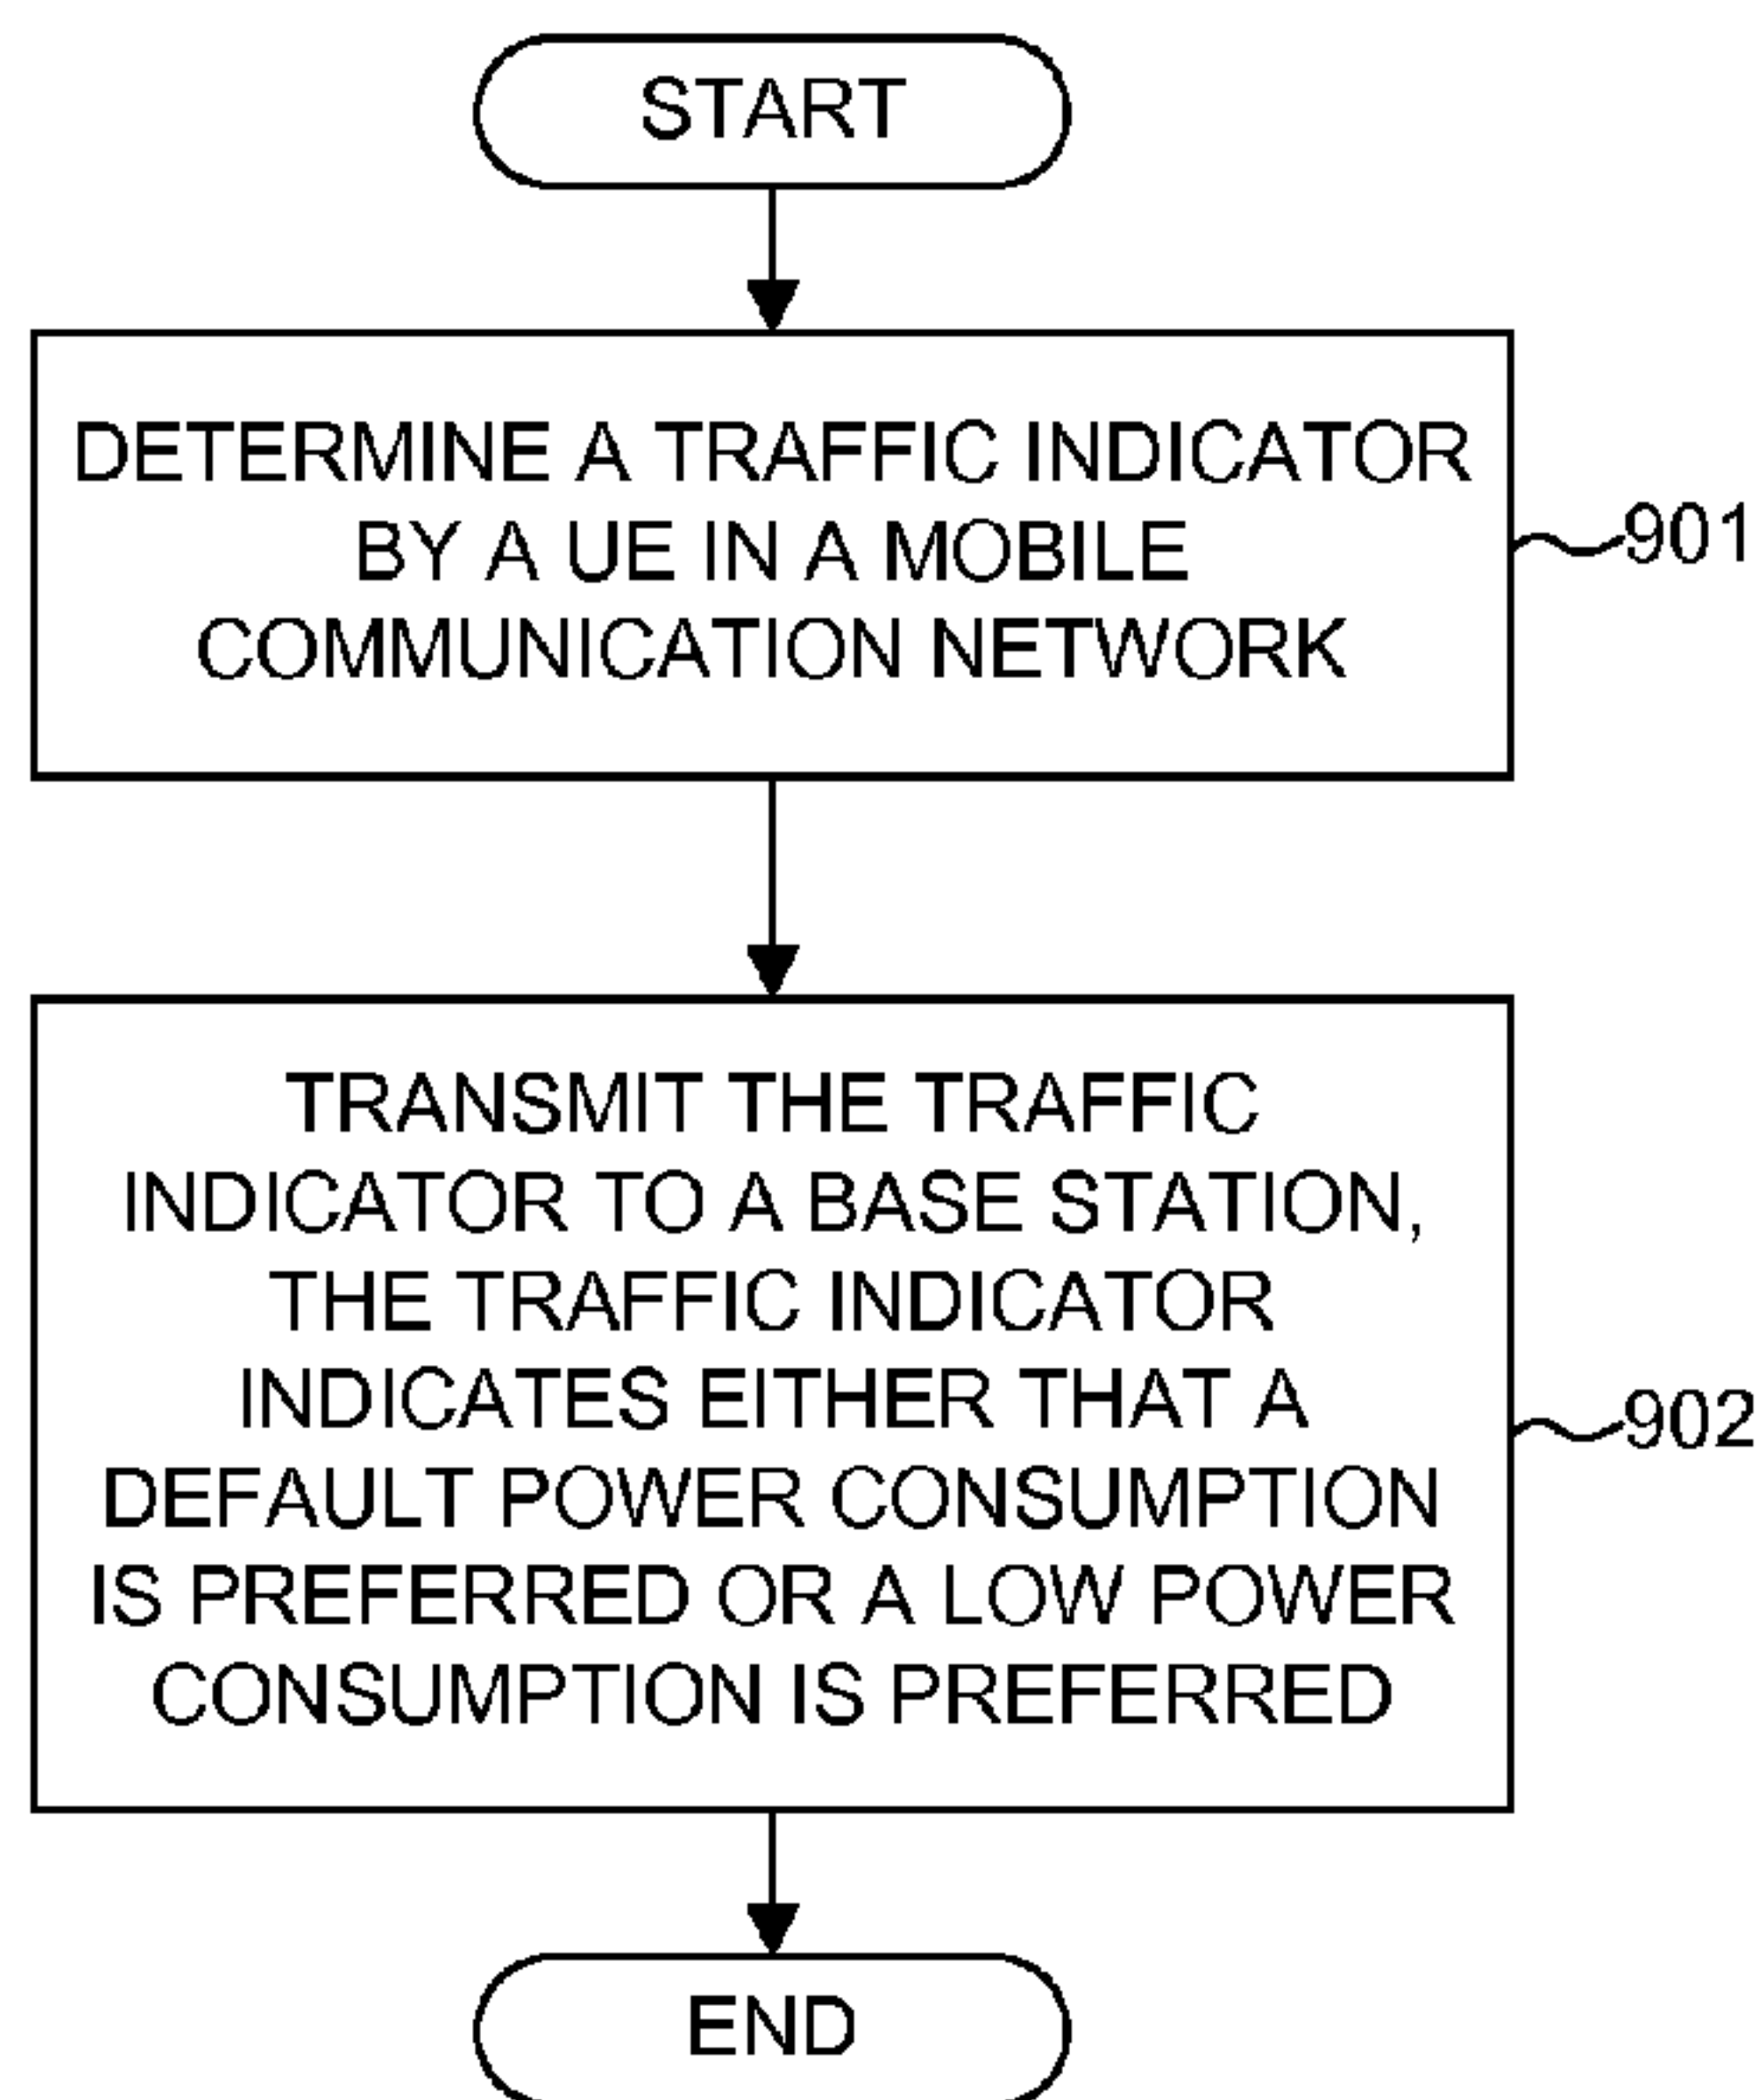 START
DETERMINE A TRAFFIC INDICATOR
BY A UE IN A MOBILE
COMMUNICATION NETWORK
901
TRANSMIT THE TRAFFIC
INDICATOR TO A BASE STATION,
THE TRAFFIC INDICATOR
INDICATES EITHER THAT A
DEFAULT POWER CONSUMPTION
IS PREFERRED OR A LOW POWER
CONSUMPTION IS PREFERRED
902
END